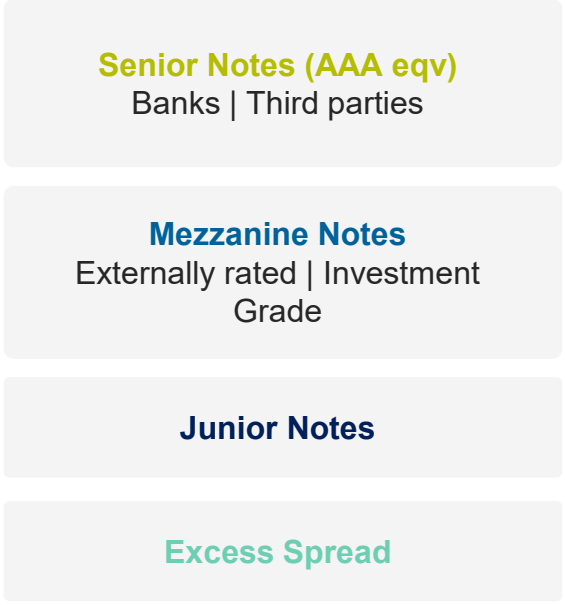 Senior Notes (AAA eqv)
Banks | Third parties
Mezzanine Notes
Externally rated | Investment
Grade
Junior Notes
Excess Spread